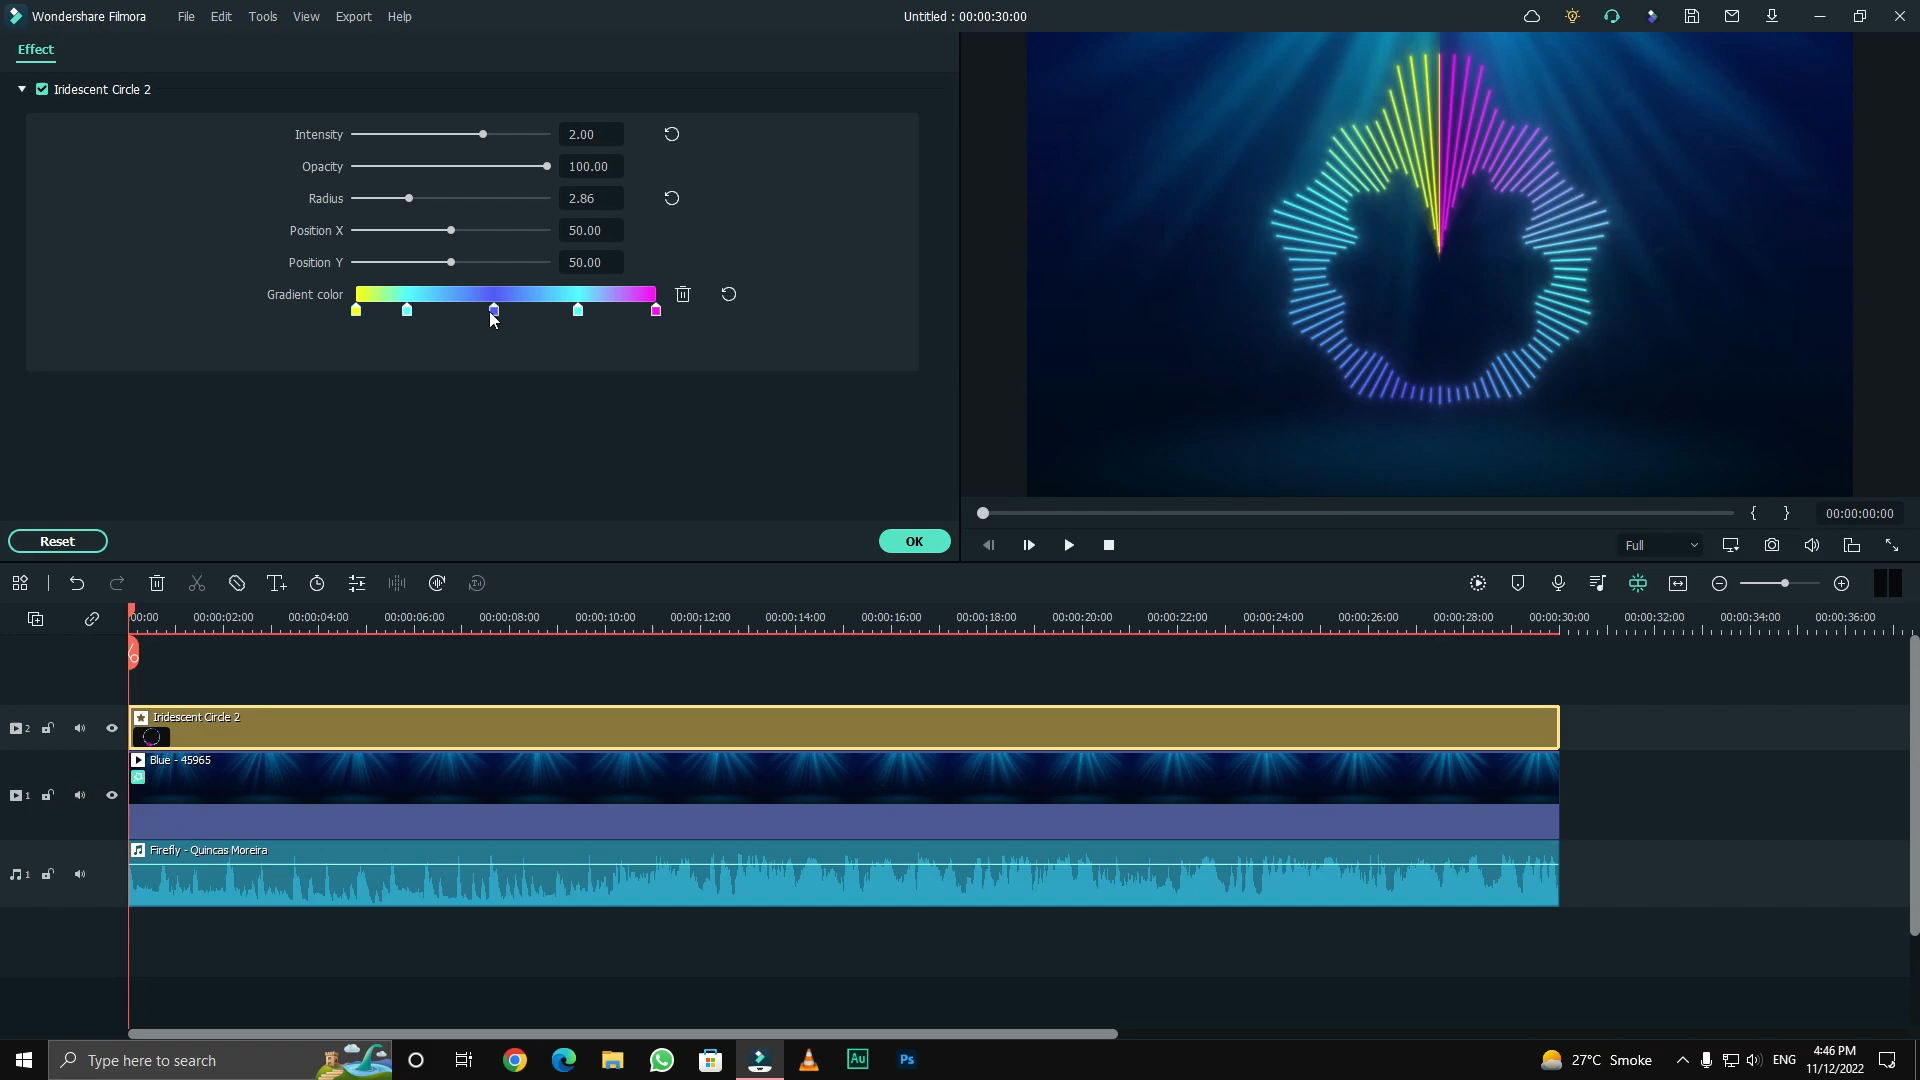 Wondershare Filmora File Edit Tools View Export Help Untitled : 00:00:30:00
Effect
Iridescent Circle 2
Intensity 2.00
Opacity 100.00
Radius 2.86
Position X 50.00
Position Y 50.00
Gradient color
00:00:00:00
Reset OK
Full
00:00 00:00:02:00 00:00:04:00 00:00:06:00 00:00:08:00 00:00:10:00 00:00:12:00 00:00:14:00 00:00:16:00 00:00:18:00 00:00:20:00 00:00:22:00 00:00:24:00 00:00:26:00 00:00:28:00 00:00:30:00 00:00:32:00 00:00:34:00 00:00:36:00
Iridescent Circle 2
2
Blue - 45965
1
Firefly - Quincas Moreira
1
Type here to search
Au
Ps
27°C Smoke
ENG
4:46 PM
11/12/2022